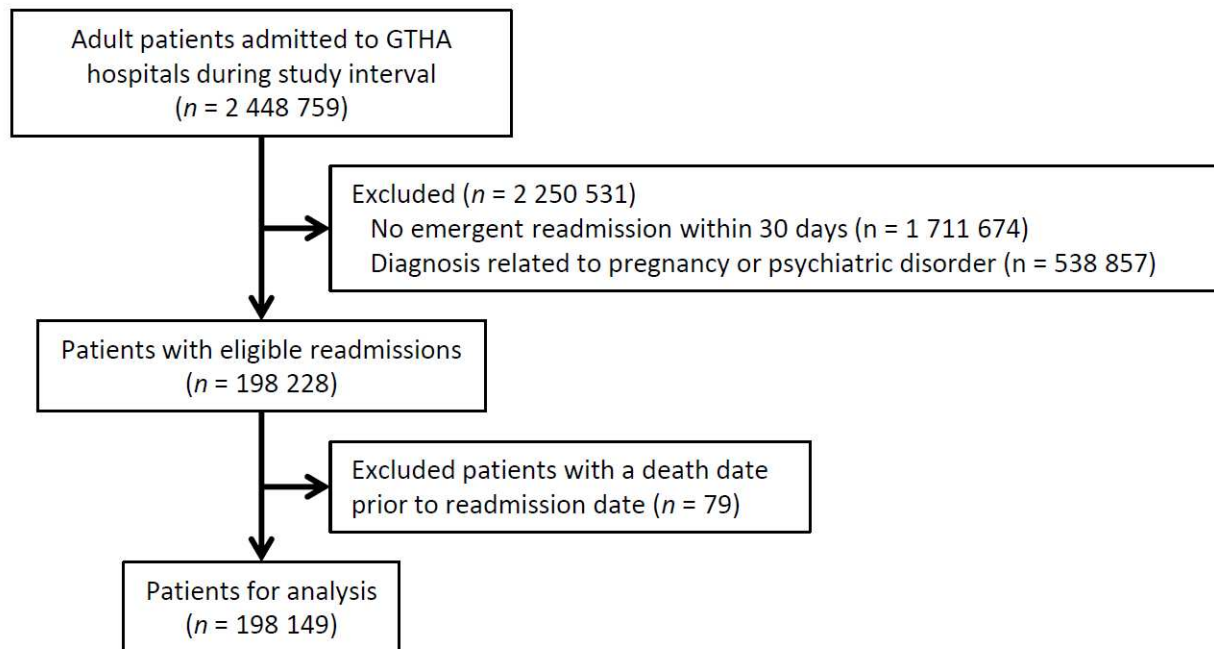 Adult patients admitted to GTHA
hospitals during study interval
(n = 2 448 759)
Excluded (n = 2 250 531)
No emergent readmission within 30 days (n = 1 711 674)
Diagnosis related to pregnancy or psychiatric disorder (n = 538 857)
Patients with eligible readmissions
(n = 198 228)
Excluded patients with a death date
prior to readmission date (n = 79)
Patients for analysis
(n = 198 149)